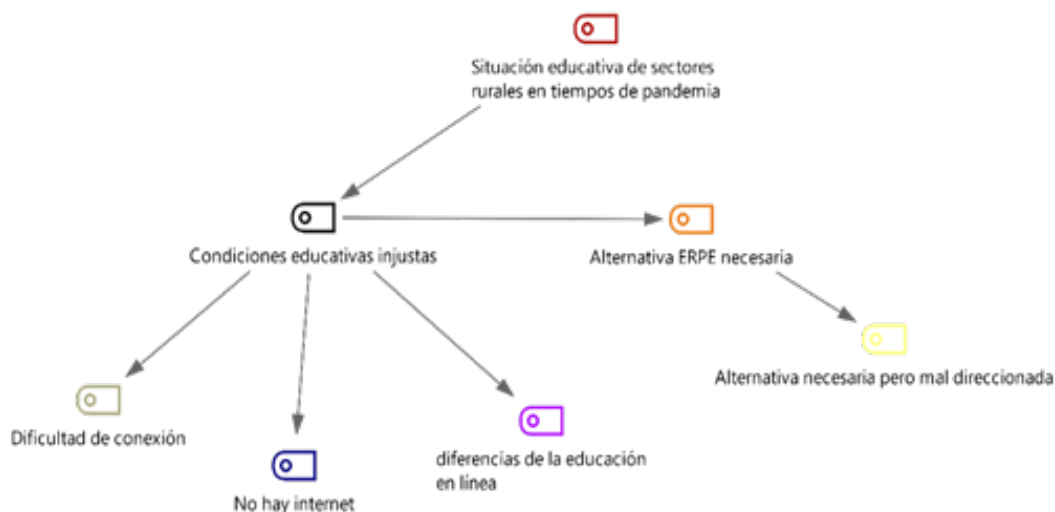 Situación educativa de sectores
rurales en tiempos de pandemia
Condiciones educativas injustas
Alternativa ERPE necesaria
Alternativa necesaria pero mal direccionada
Dificultad de conexión
diferencias de la educación
en línea
No hay internet